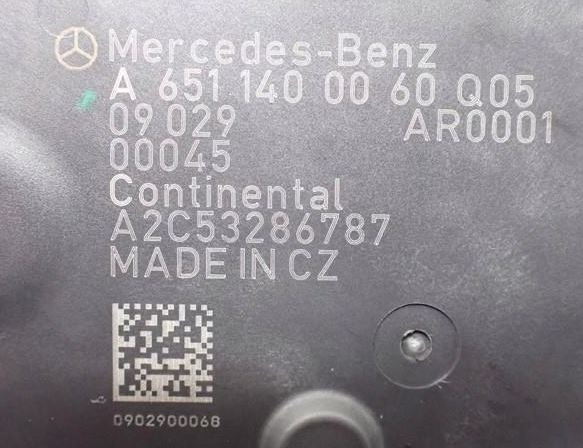 Mercedes-Benz
A 651 140 00 60 Q05
09 029 AR0001
00045
Continental
A2C53286787
MADE IN CZ
0902900068